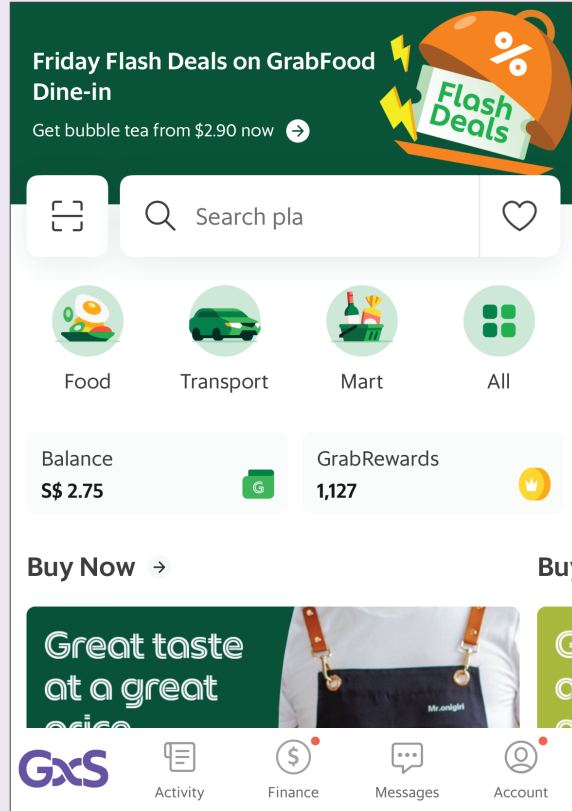 Friday Flash Deals on GrabFood
Dine-in
Get bubble tea from $2.90 now
%
Flash
Deals
Search pla
Food
Transport
Mart
All
Balance
S$ 2.75
G
GrabRewards
1,127
Buy Now
Great taste
at a great
price
Mr.onigiri
GXS
Activity
$
Finance
Messages
Account